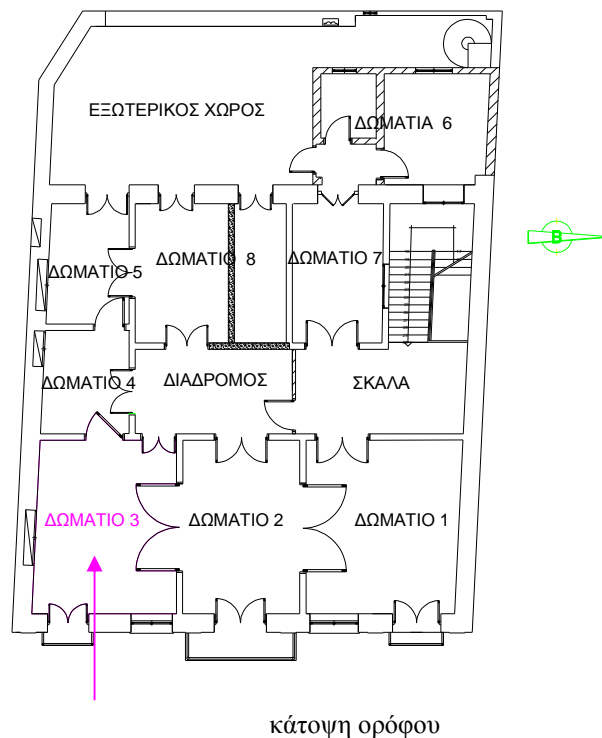 ΕΞΩΤΕΡΙΚΟΣ ΧΩΡΟΣ
ΔΩΜΑΤΙΑ 6
Β
ΔΩΜΑΤΙΟ 5
ΔΩΜΑΤΙΟ 8
ΔΩΜΑΤΙΟ 7
ΔΩΜΑΤΙΟ 4
ΔΙΑΔΡΟΜΟΣ
ΣΚΑΛΑ
ΔΩΜΑΤΙΟ 3
ΔΩΜΑΤΙΟ 2
ΔΩΜΑΤΙΟ 1
κάτοψη ορόφου